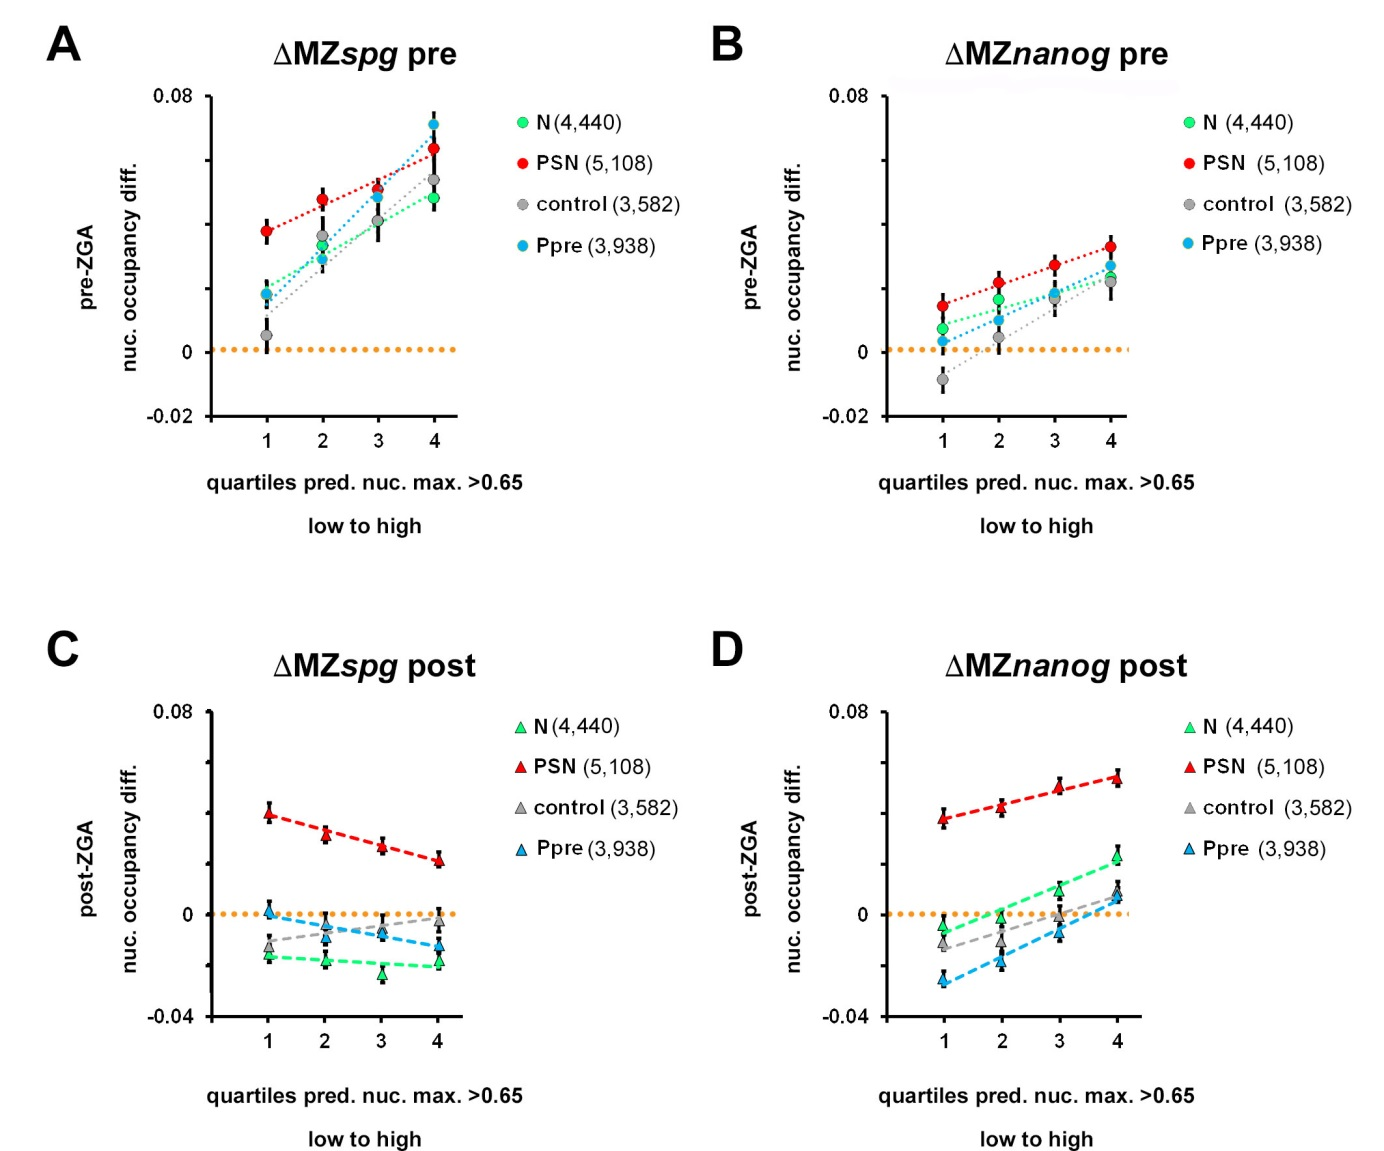 A
ΔMZspg pre
0.08
0
-0.02
pre-ZGA
nuc. occupancy diff.
1 2 3 4
quartiles pred. nuc. max. >0.65
low to high
N (4,440)
PSN (5,108)
control (3,582)
Ppre (3,938)
B
ΔMZnanog pre
0.08
0
-0.02
pre-ZGA
nuc. occupancy diff.
1 2 3 4
quartiles pred. nuc. max. >0.65
low to high
N (4,440)
PSN (5,108)
control (3,582)
Ppre (3,938)
C
ΔMZspg post
0.08
0
-0.04
post-ZGA
nuc. occupancy diff.
1 2 3 4
quartiles pred. nuc. max. >0.65
low to high
N (4,440)
PSN (5,108)
control (3,582)
Ppre (3,938)
D
ΔMZnanog post
0.08
0
-0.04
post-ZGA
nuc. occupancy diff.
1 2 3 4
quartiles pred. nuc. max. >0.65
low to high
N (4,440)
PSN (5,108)
control (3,582)
Ppre (3,938)